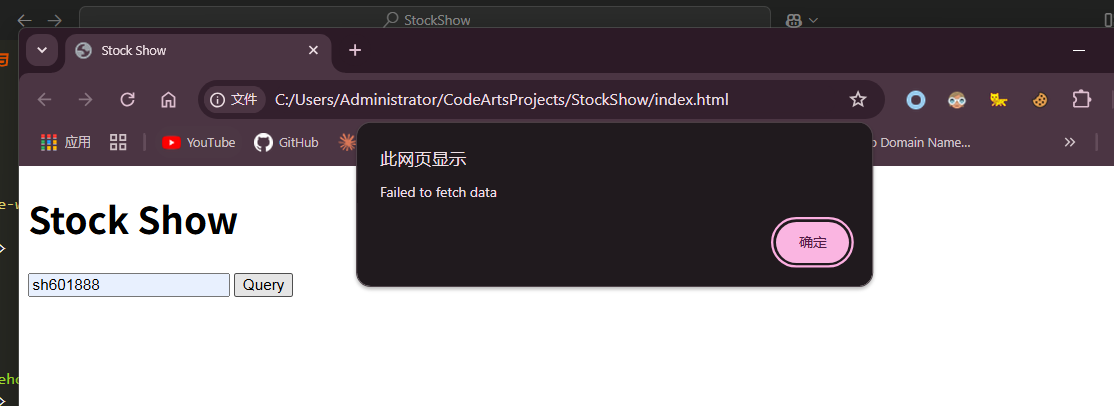 StockShow
Stock Show
文件
C:/Users/Administrator/CodeArtsProjects/StockShow/index.html
应用
YouTube
GitHub
Domain Name...
此网页显示
Failed to fetch data
确定
Stock Show
sh601888
Query